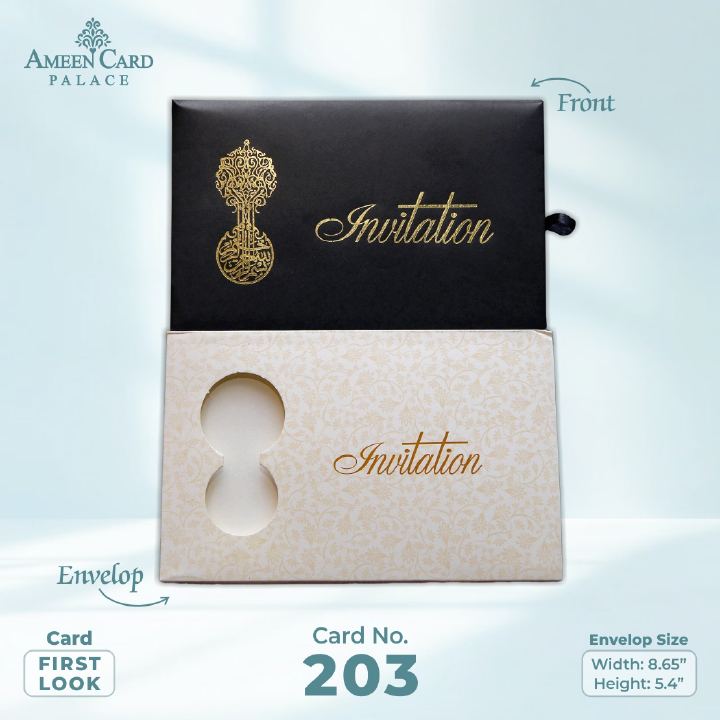 AMEEN CARD
PALACE
Front
Invitation
Invitation
Envelop
Card
FIRST
LOOK
Card No.
203
Envelop Size
Width: 8.65”
Height: 5.4”